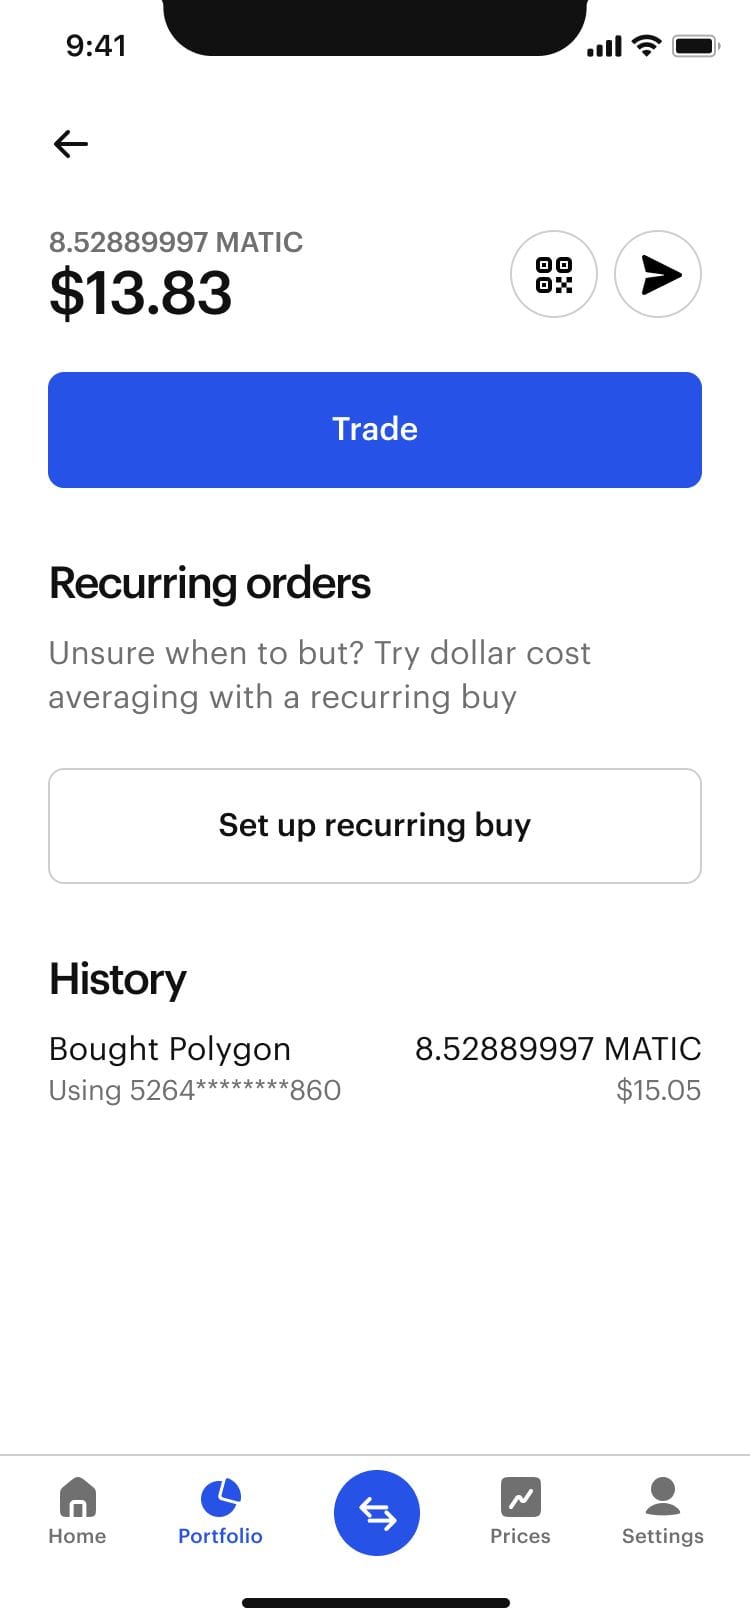 9:41
8.52889997 MATIC
$13.83
Trade
Recurring orders
Unsure when to but? Try dollar cost
averaging with a recurring buy
Set up recurring buy
History
Bought Polygon 8.52889997 MATIC
Using 5264********860 $15.05
Home Portfolio Prices Settings